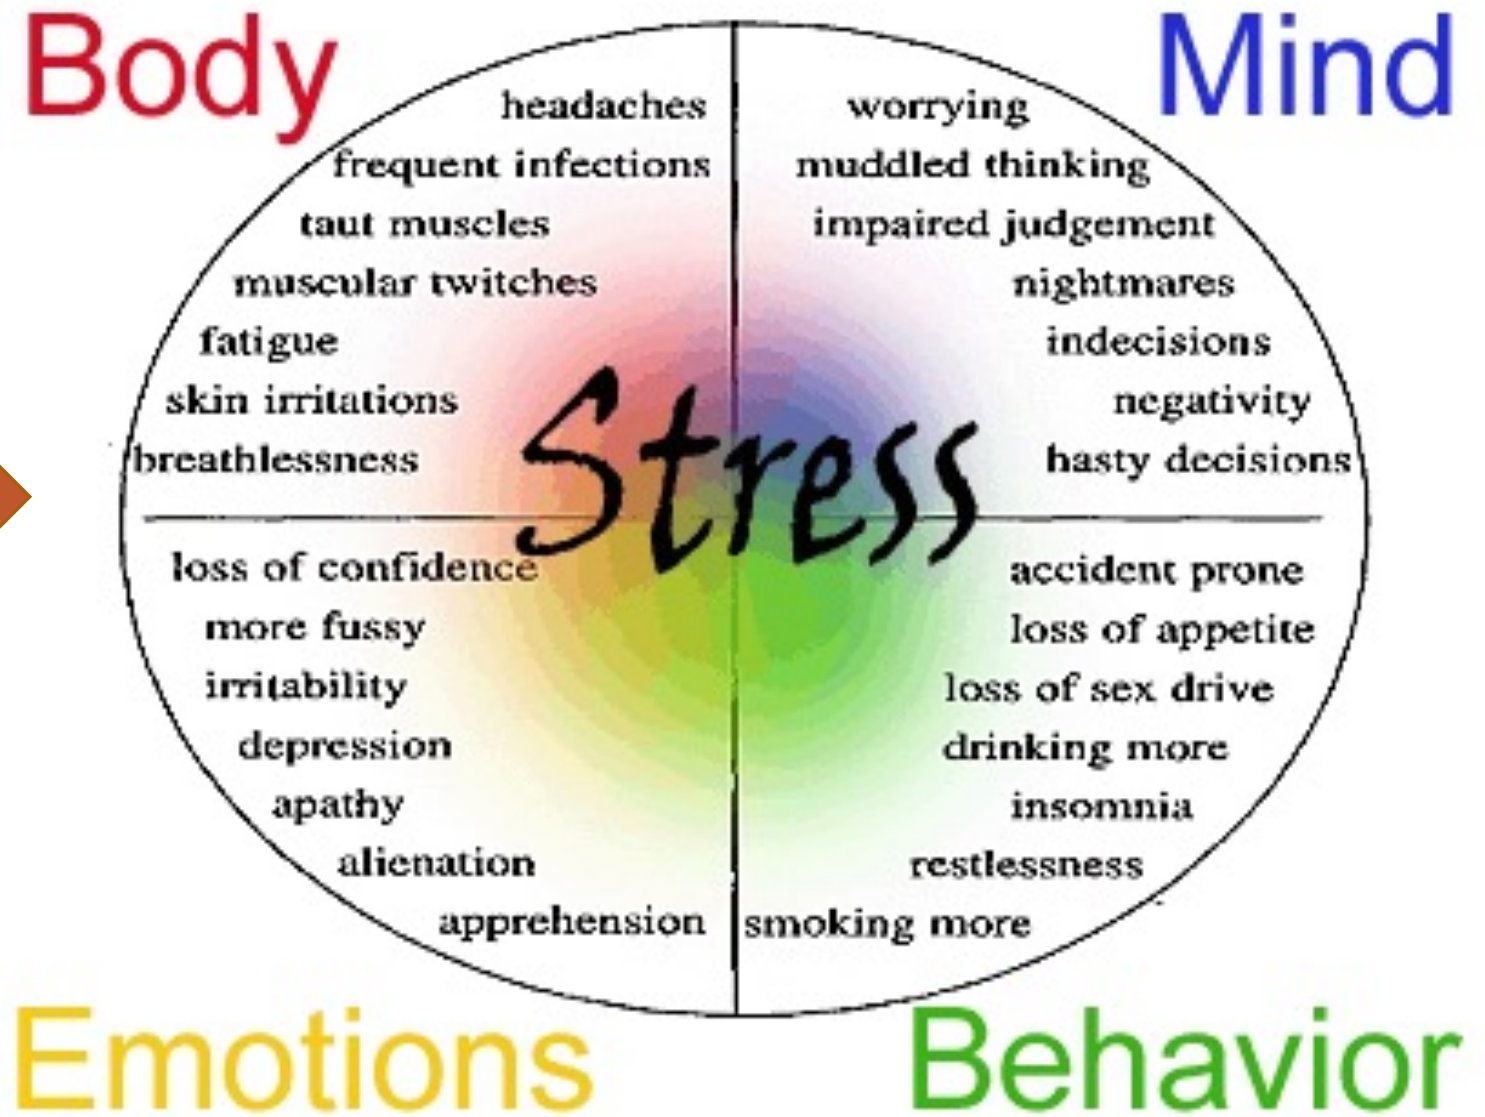 Body
headaches
frequent infections
taut muscles
muscular twitches
fatigue
skin irritations
breathlessness
Mind
worrying
muddled thinking
impaired judgement
nightmares
indecisions
negativity
hasty decisions
Stress
loss of confidence
more fussy
irritability
depression
apathy
alienation
apprehension
Emotions
accident prone
loss of appetite
loss of sex drive
drinking more
insomnia
restlessness
smoking more
Behavior